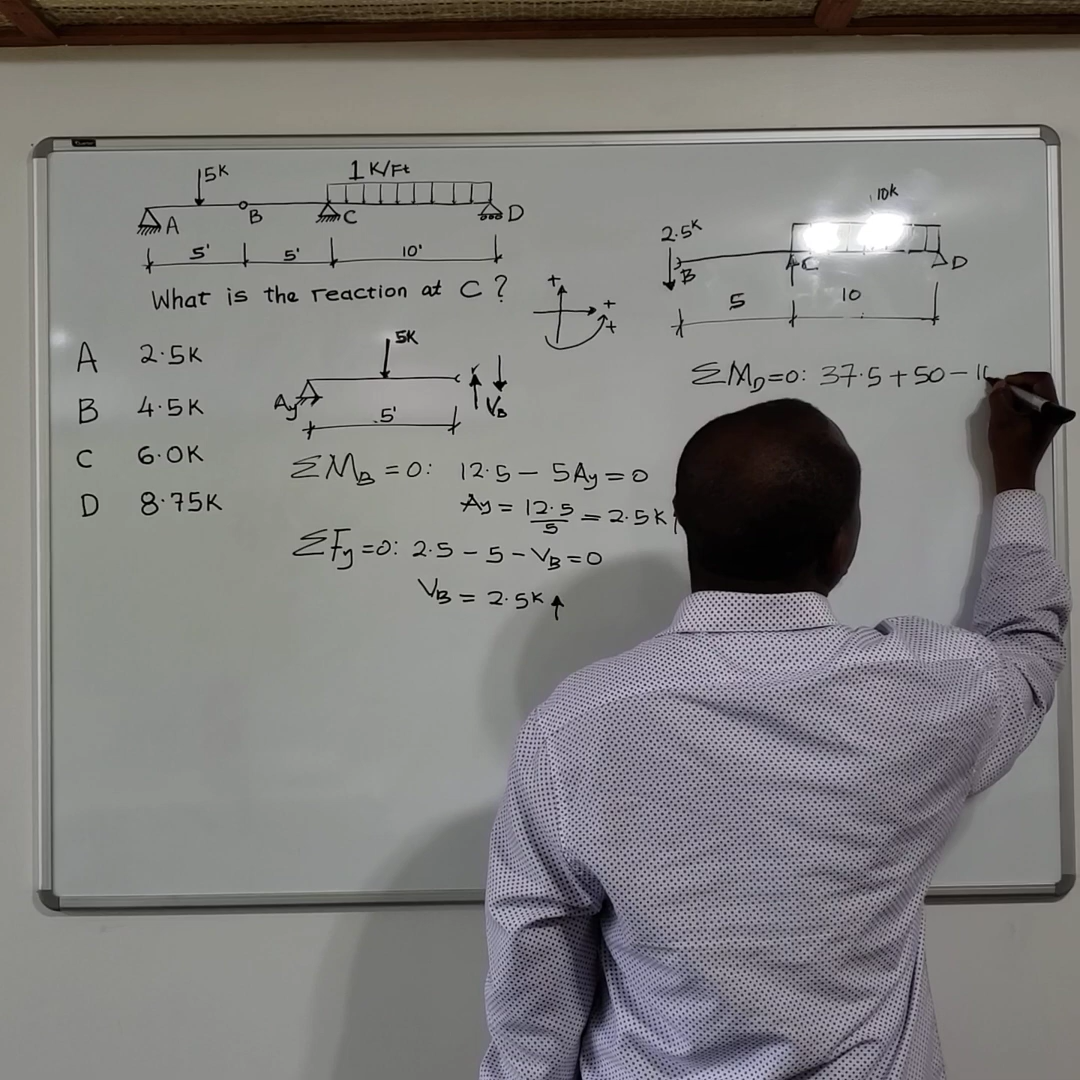 5K
1 K/Ft
A
B
C
D
5'
5'
10'
What is the reaction at C ?
A 2.5K
B 4.5K
C 6.0K
D 8.75K
+
+
+
5K
Ay
VB
5'
ΣMB = 0: 12.5 - 5Ay = 0
Ay = 12.5/5 = 2.5K
ΣFy = 0: 2.5 - 5 - VB = 0
VB = 2.5K ↑
10K
2.5K
B
C
D
5
10
ΣMD = 0: 37.5 + 50 - 1